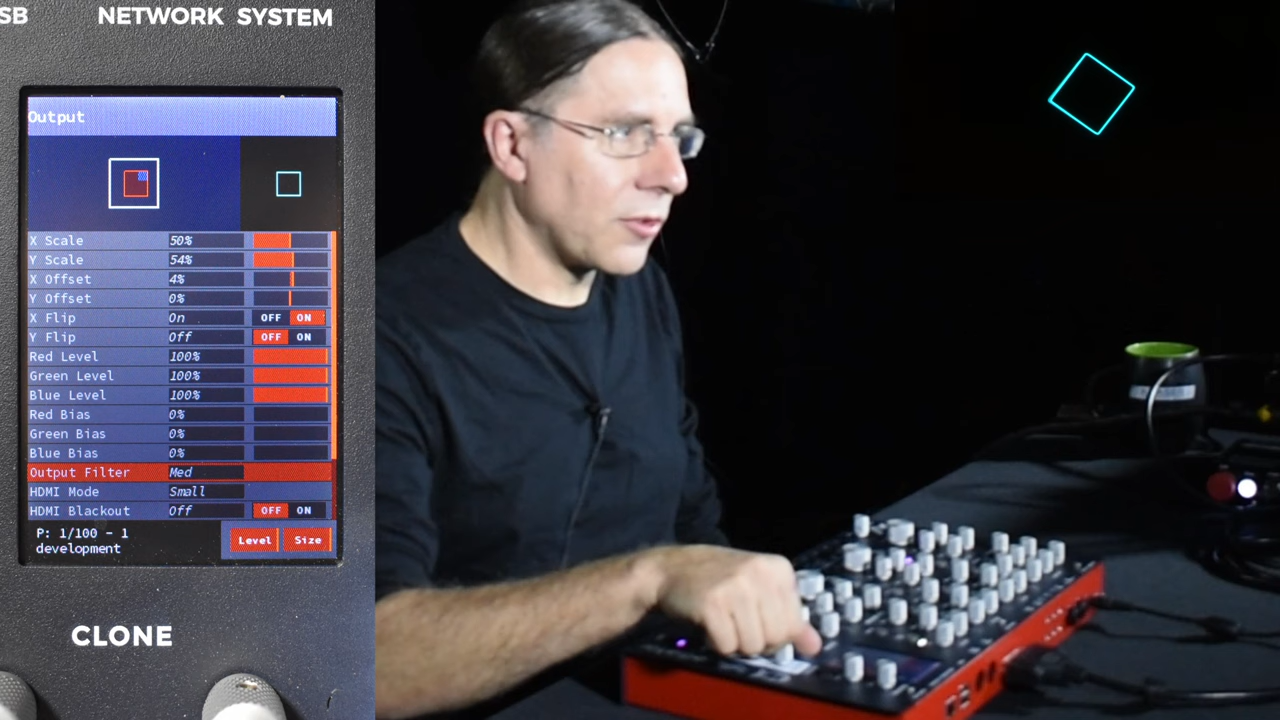 SB NETWORK SYSTEM
Output
X Scale 50%
Y Scale 54%
X Offset 4%
Y Offset 0%
X Flip On OFF ON
Y Flip Off OFF ON
Red Level 100%
Green Level 100%
Blue Level 100%
Red Bias 0%
Green Bias 0%
Blue Bias 0%
Output Filter Med
HDMI Mode Small
HDMI Blackout Off OFF ON
P: 1/100 - 1
development
Level Size
CLONE